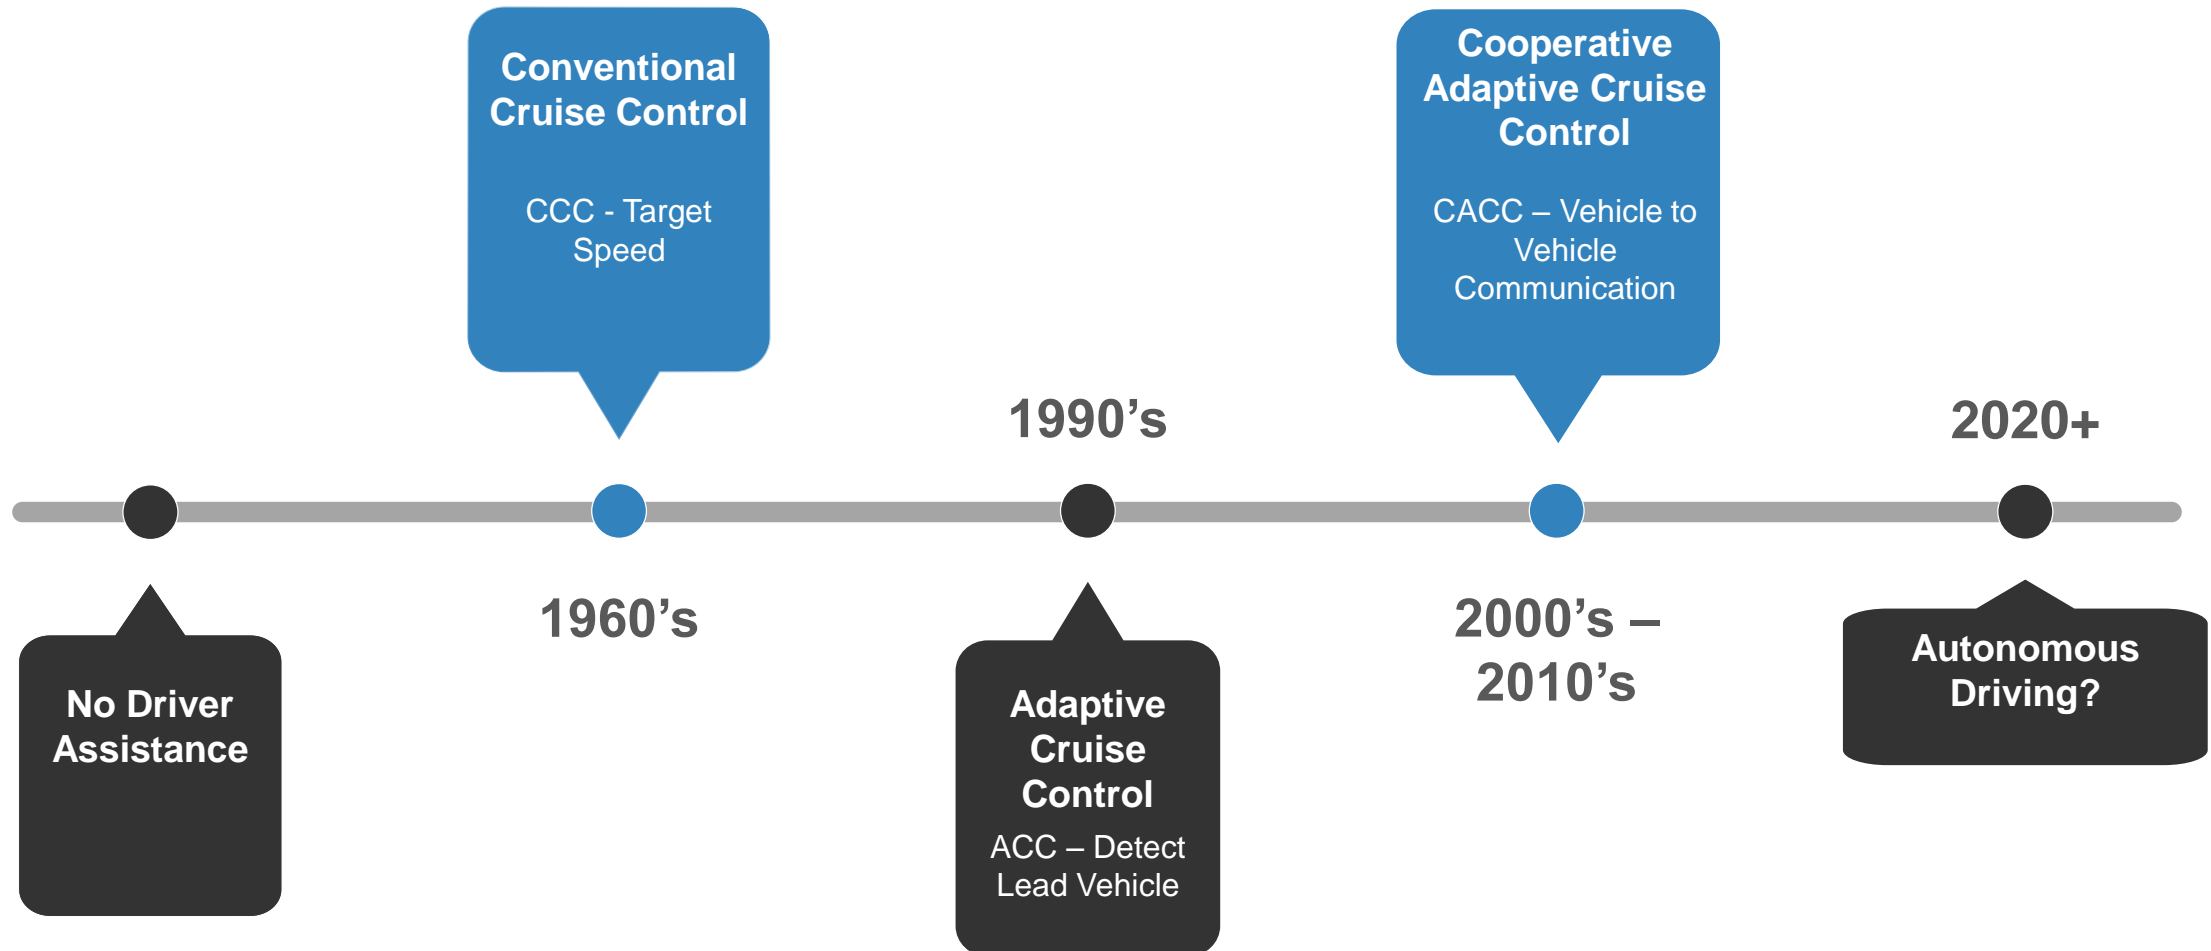 No Driver
Assistance
Conventional
Cruise Control
CCC - Target
Speed
1960’s
1990’s
Adaptive
Cruise
Control
ACC – Detect
Lead Vehicle
Cooperative
Adaptive Cruise
Control
CACC – Vehicle to
Vehicle
Communication
2000’s –
2010’s
2020+
Autonomous
Driving?